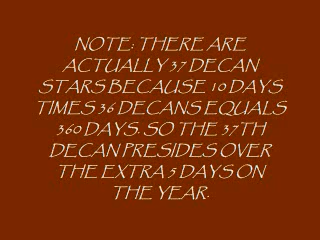 NOTE: THERE ARE
ACTUALLY 37 DECAN
STARS BECAUSE 10 DAYS
TIMES 36 DECANS EQUALS
360 DAYS. SO THE 37TH
DECAN PRESIDES OVER
THE EXTRA 5 DAYS ON
THE YEAR.